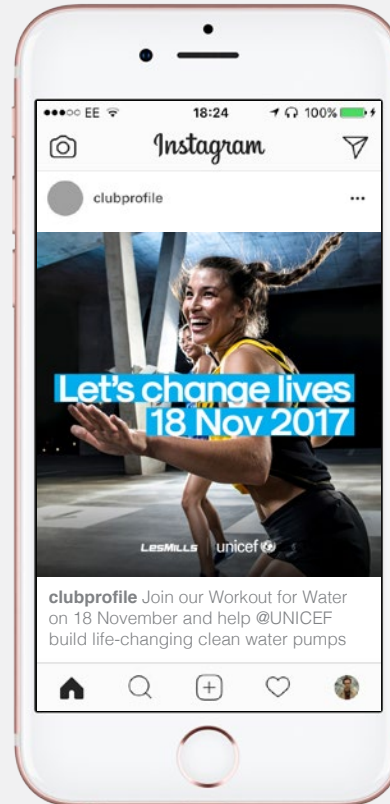 EE 18:24 100%
Instagram
clubprofile
Let's change lives
18 Nov 2017
LesMills unicef
clubprofile Join our Workout for Water
on 18 November and help @UNICEF
build life-changing clean water pumps